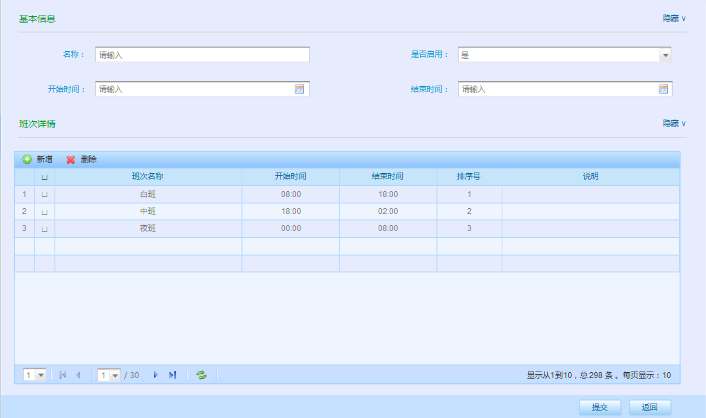 基本信息 隐藏 ∨
名称： 请输入 是否启用： 是
开始时间： 请输入 结束时间： 请输入
班次详情 隐藏 ∨
新增 删除
班次名称 开始时间 结束时间 排序号 说明
1 白班 08:00 18:00 1
2 中班 18:00 02:00 2
3 夜班 00:00 08:00 3
1 1 / 30 显示从1到10，总 298 条 。每页显示：10
提交 返回